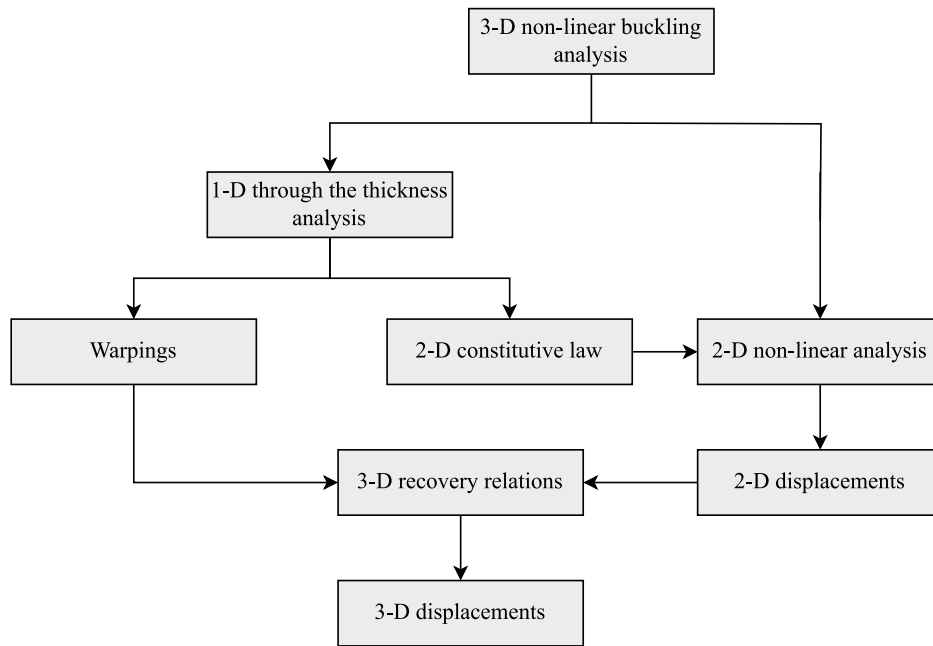 3-D non-linear buckling
analysis
1-D through the thickness
analysis
Warpings
2-D constitutive law
2-D non-linear analysis
3-D recovery relations
2-D displacements
3-D displacements